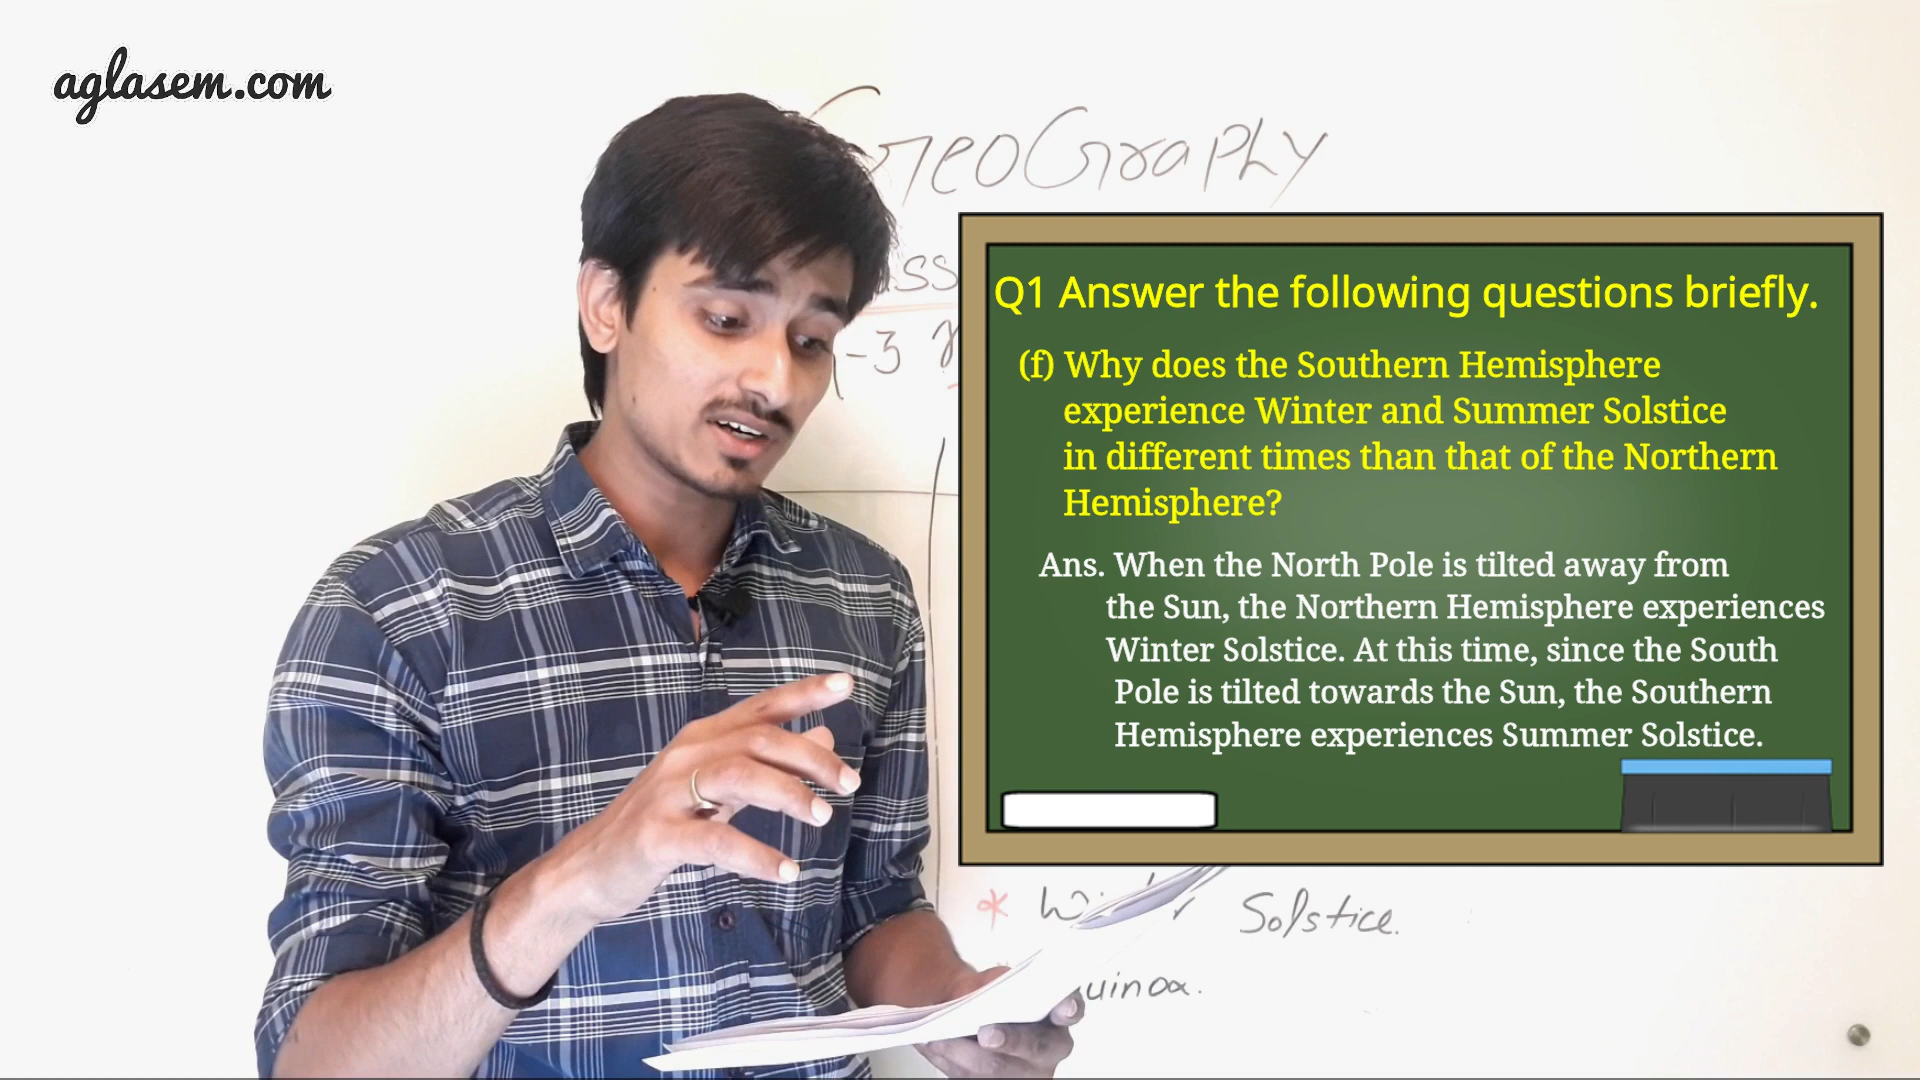 aglasem.com
GeoGraphy
ass
-3
Q1 Answer the following questions briefly.
(f) Why does the Southern Hemisphere
experience Winter and Summer Solstice
in different times than that of the Northern
Hemisphere?
Ans. When the North Pole is tilted away from
the Sun, the Northern Hemisphere experiences
Winter Solstice. At this time, since the South
Pole is tilted towards the Sun, the Southern
Hemisphere experiences Summer Solstice.
* Solstice.
uinox.